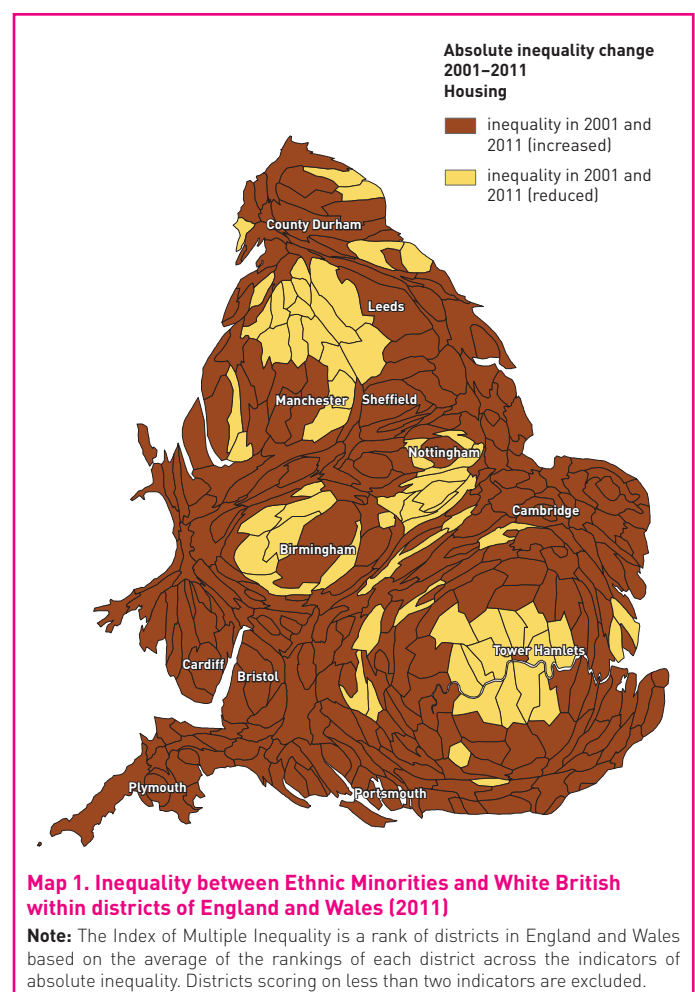 Absolute inequality change
2001–2011
Housing
inequality in 2001 and
2011 (increased)
inequality in 2001 and
2011 (reduced)
County Durham
Leeds
Manchester
Sheffield
Nottingham
Cambridge
Birmingham
Tower Hamlets
Cardiff
Bristol
Plymouth
Portsmouth
Map 1. Inequality between Ethnic Minorities and White British
within districts of England and Wales (2011)
Note: The Index of Multiple Inequality is a rank of districts in England and Wales
based on the average of the rankings of each district across the indicators of
absolute inequality. Districts scoring on less than two indicators are excluded.